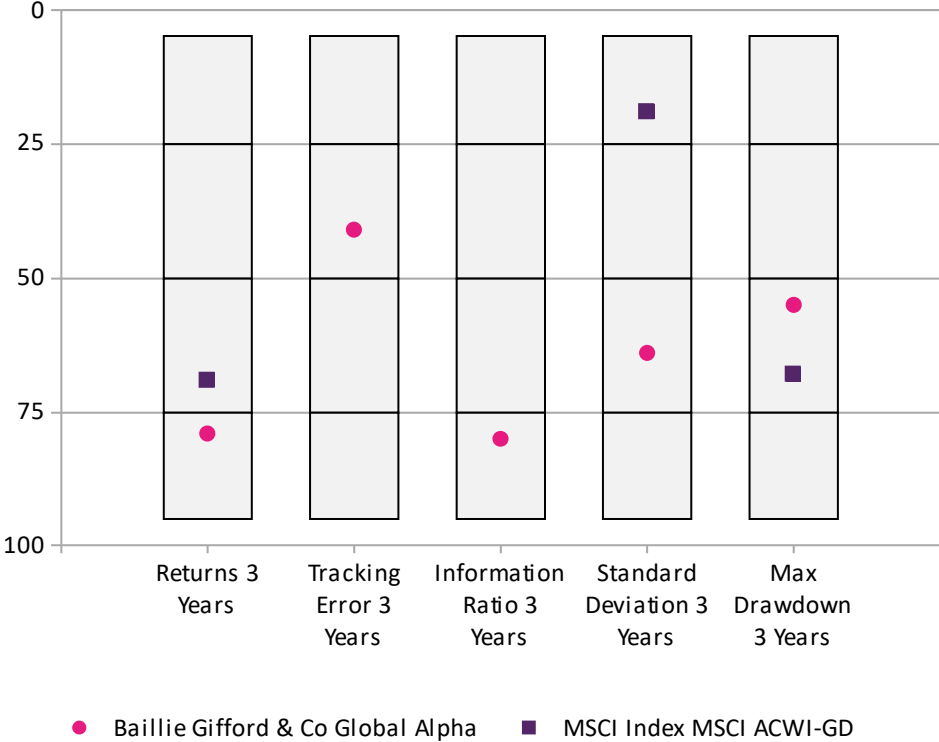 0
25
50
75
100
Returns 3
Years
Tracking
Error 3
Years
Information
Ratio 3
Years
Standard
Deviation 3
Years
Max
Drawdown
3 Years
Baillie Gifford & Co Global Alpha
MSCI Index MSCI ACWI-GD